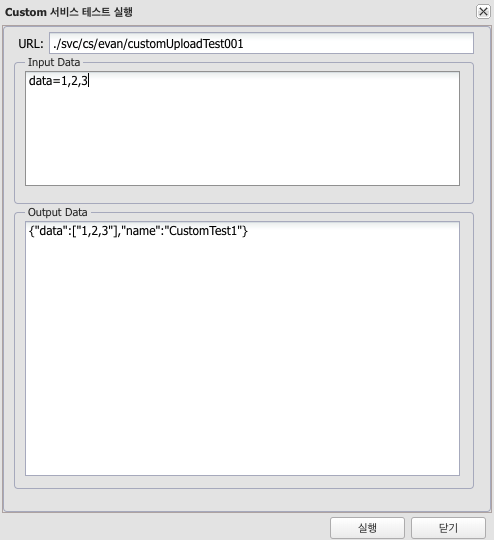 Custom 서비스 테스트 실행
URL: ./svc/cs/evan/customUploadTest001
Input Data
data=1,2,3
Output Data
{"data":["1,2,3"],"name":"CustomTest1"}
실행 닫기